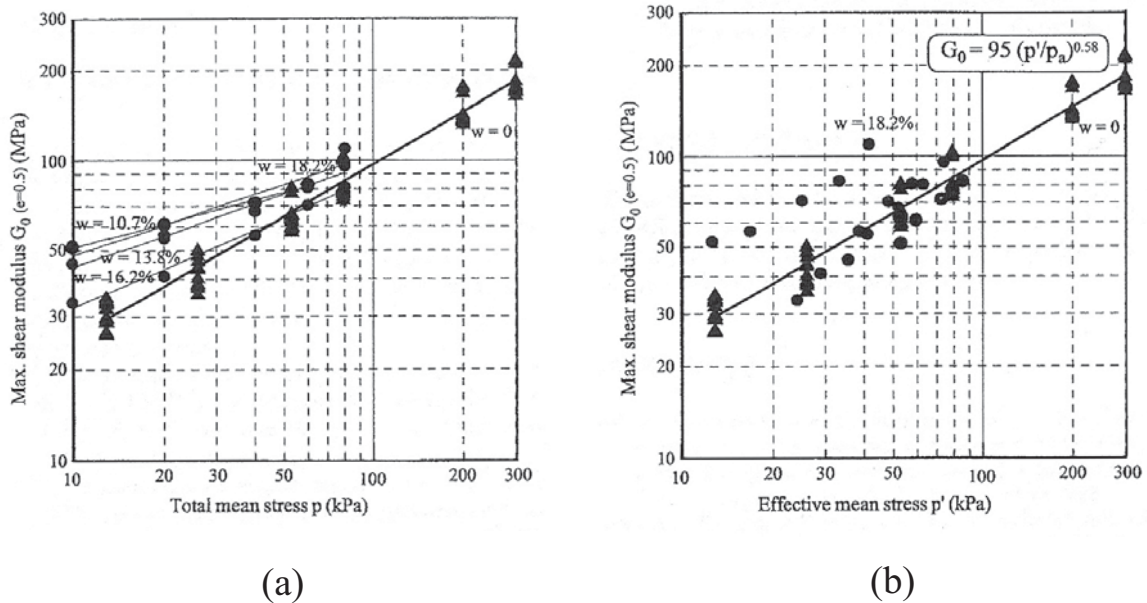 300
200
100
50
30
20
10
10
20
30
50
100
200
300
Max. shear modulus G0 (e=0.5) (MPa)
Total mean stress p (kPa)
w = 18.2%
w = 10.7%
w = 13.8%
w = 16.2%
w = 0
(a)
300
200
100
50
30
20
10
10
20
30
50
100
200
300
Max. shear modulus G0 (e=0.5) (MPa)
Effective mean stress p' (kPa)
G0 = 95 (p'/pa)^0.58
w = 18.2%
w = 0
(b)